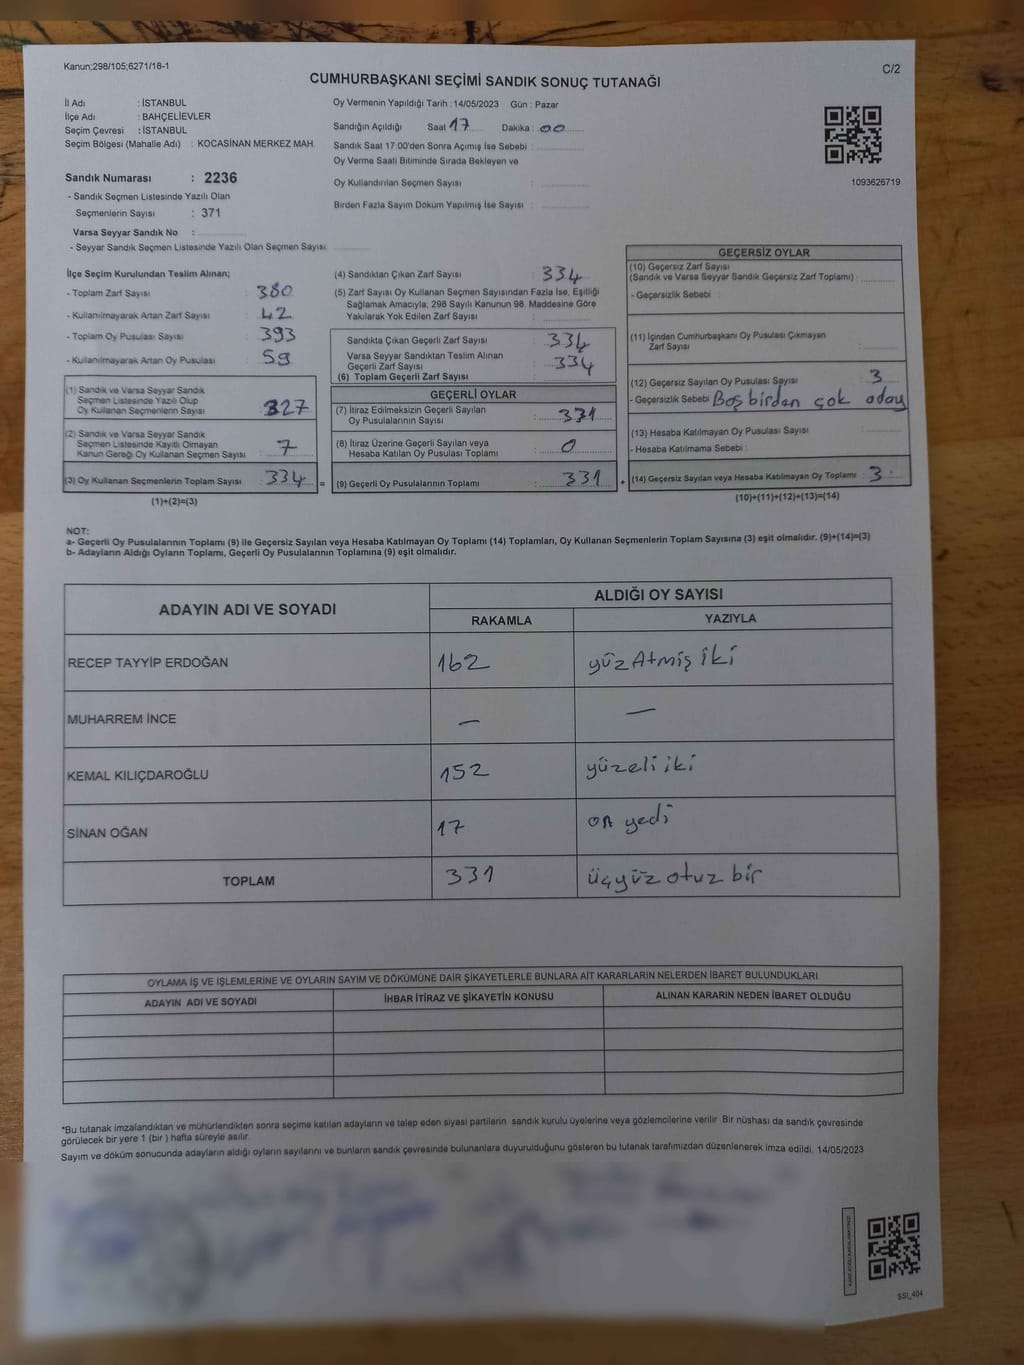 Kanun;298/105;6271/18-1
C/2
CUMHURBAŞKANI SEÇİMİ SANDIK SONUÇ TUTANAĞI
İl Adı : İSTANBUL
İlçe Adı : BAHÇELİEVLER
Seçim Çevresi : İSTANBUL
Seçim Bölgesi (Mahalle Adı) : KOCASİNAN MERKEZ MAH.
Oy Vermenin Yapıldığı Tarih : 14/05/2023 Gün : Pazar
Sandığın Açıldığı Saat 17 Dakika : 00
Sandık Saat 17.00'den Sonra Açımış İse Sebebi :
Oy Verme Saati Bitiminde Sırada Bekleyen ve
Oy Kullandırılan Seçmen Sayısı :
Birden Fazla Sayım Döküm Yapılmış İse Sayısı :
1093626719
Sandık Numarası : 2236
- Sandık Seçmen Listesinde Yazılı Olan
Seçmenlerin Sayısı : 371
Varsa Seyyar Sandık No :
- Seyyar Sandık Seçmen Listesinde Yazılı Olan Seçmen Sayısı:
İlçe Seçim Kurulundan Teslim Alınan;
- Toplam Zarf Sayısı : 380
- Kullanılmayarak Artan Zarf Sayısı : 42
- Toplam Oy Pusulası Sayısı : 393
- Kullanılmayarak Artan Oy Pusulası : 59
(1) Sandık ve Varsa Seyyar Sandık
Seçmen Listesinde Yazılı Olup
Oy Kullanan Seçmenlerin Sayısı : 327
(2) Sandık ve Varsa Seyyar Sandık
Seçmen Listesinde Kayıtlı Olmayan
Kanun Gereği Oy Kullanan Seçmen Sayısı : 7
(3) Oy Kullanan Seçmenlerin Toplam Sayısı : 334 =
(1)+(2)=(3)
(4) Sandıktan Çıkan Zarf Sayısı : 334
(5) Zarf Sayısı Oy Kullanan Seçmen Sayısından Fazla İse, Eşitliği
Sağlamak Amacıyla, 298 Sayılı Kanunun 98. Maddesine Göre
Yakılarak Yok Edilen Zarf Sayısı :
Sandıkta Çıkan Geçerli Zarf Sayısı : 334
Varsa Seyyar Sandıktan Teslim Alınan
Geçerli Zarf Sayısı : 334
(6) Toplam Geçerli Zarf Sayısı
GEÇERLİ OYLAR
(7) İtiraz Edilmeksizin Geçerli Sayılan
Oy Pusulalarının Sayısı : 331
(8) İtiraz Üzerine Geçerli Sayılan veya
Hesaba Katılan Oy Pusulası Toplamı : 0
(9) Geçerli Oy Pusulalarının Toplamı : 331 +
GEÇERSİZ OYLAR
(10) Geçersiz Zarf Sayısı
(Sandık ve Varsa Seyyar Sandık Geçersiz Zarf Toplamı) :
- Geçersizlik Sebebi :
(11) İçinden Cumhurbaşkanı Oy Pusulası Çıkmayan
Zarf Sayısı :
(12) Geçersiz Sayılan Oy Pusulası Sayısı : 3
- Geçersizlik Sebebi : Boş birden çok aday
(13) Hesaba Katılmayan Oy Pusulası Sayısı :
- Hesaba Katılmama Sebebi :
(14) Geçersiz Sayılan veya Hesaba Katılmayan Oy Toplamı : 3
(10)+(11)+(12)+(13)=(14)
NOT:
a- Geçerli Oy Pusulalarının Toplamı (9) ile Geçersiz Sayılan veya Hesaba Katılmayan Oy Toplamı (14) Toplamları, Oy Kullanan Seçmenlerin Toplam Sayısına (3) eşit olmalıdır. (9)+(14)=(3)
b- Adayların Aldığı Oyların Toplamı, Geçerli Oy Pusulalarının Toplamına (9) eşit olmalıdır.
ADAYIN ADI VE SOYADI
ALDIĞI OY SAYISI
RAKAMLA YAZIYLA
RECEP TAYYİP ERDOĞAN 162 yüz Atmiş iki
MUHARREM İNCE — —
KEMAL KILIÇDAROĞLU 152 yüzeli iki
SİNAN OĞAN 17 on yedi
TOPLAM 331 üçyüz otuz bir
OYLAMA İŞ VE İŞLEMLERİNE VE OYLARIN SAYIM VE DÖKÜMÜNE DAİR ŞİKAYETLERLE BUNLARA AİT KARARLARIN NELERDEN İBARET BULUNDUKLARI
ADAYIN ADI VE SOYADI İHBAR İTİRAZ VE ŞİKAYETİN KONUSU ALINAN KARARIN NEDEN İBARET OLDUĞU
*Bu tutanak imzalandıktan ve mühürlendikten sonra seçime katılan adayların ve talep eden siyasi partilerin sandık kurulu üyelerine veya gözlemcilerine verilir. Bir nüshası da sandık çevresinde
görülecek bir yere 1 (bir) hafta süreyle asılır.
Sayım ve döküm sonucunda adayların aldığı oyların sayılarını ve bunların sandık çevresinde bulunanlara duyurulduğunu gösteren bu tutanak tarafımızdan düzenlenerek imza edildi. 14/05/2023
SSI_404